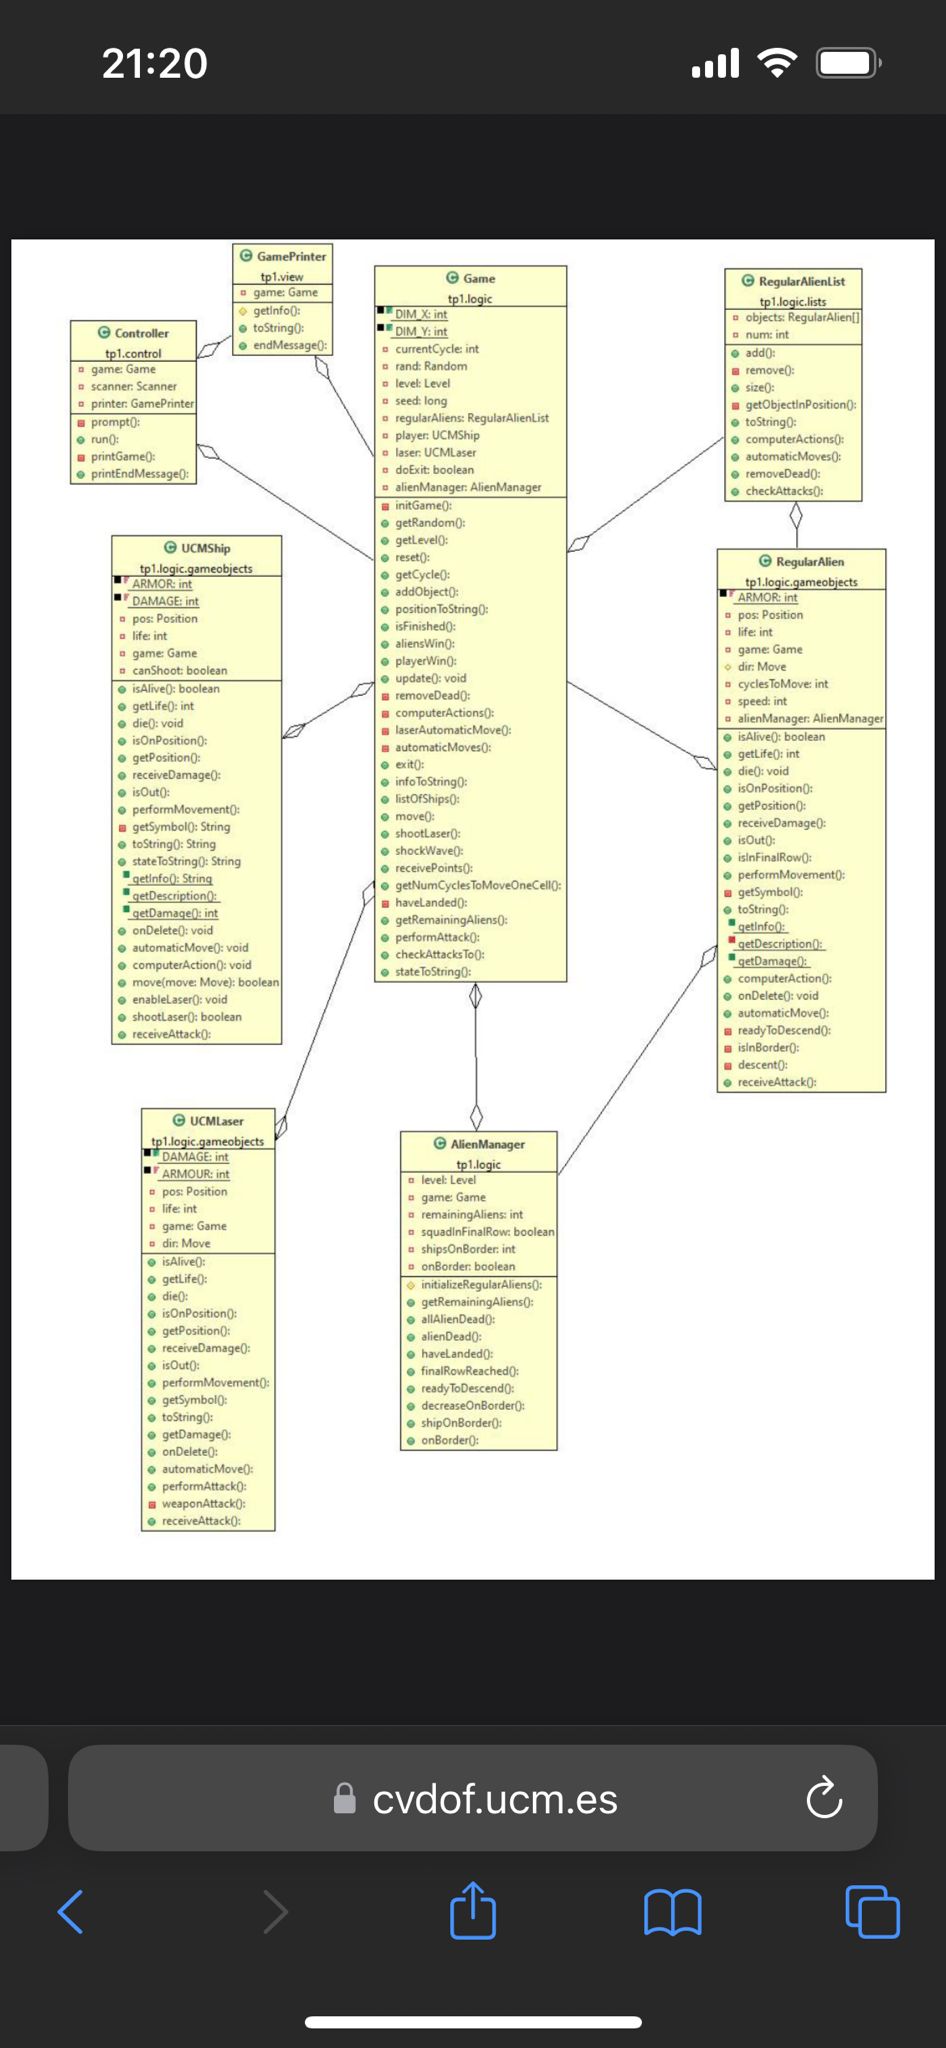 21:20
GamePrinter
tp1.view
game: Game
getInfo():
toString():
endMessage():
Controller
tp1.control
game: Game
scanner: Scanner
printer: GamePrinter
prompt():
run():
printGame():
printEndMessage():
Game
tp1.logic
DIM_X: int
DIM_Y: int
currentCycle: int
rand: Random
level: Level
seed: long
regularAliens: RegularAlienList
player: UCMShip
laser: UCMLaser
doExit: boolean
alienManager: AlienManager
initGame():
getRandom():
getLevel():
reset():
getCycle():
addObject():
positionToString():
isFinished():
aliensWin():
playerWin():
update(): void
removeDead():
computerActions():
laserAutomaticMove():
automaticMoves():
exit():
infoToString():
listOfShips():
move():
shootLaser():
shockWave():
receivePoints():
getNumCyclesToMoveOneCell():
haveLanded():
getRemainingAliens():
performAttack():
checkAttacksTo():
stateToString():
RegularAlienList
tp1.logic.lists
objects: RegularAlien[]
num: int
add():
remove():
size():
getObjectInPosition():
toString():
computerActions():
automaticMoves():
removeDead():
checkAttacks():
UCMShip
tp1.logic.gameobjects
ARMOR: int
DAMAGE: int
pos: Position
life: int
game: Game
canShoot: boolean
isAlive(): boolean
getLife(): int
die(): void
isOnPosition():
getPosition():
receiveDamage():
isOut():
performMovement():
getSymbol(): String
toString(): String
stateToString(): String
getInfo(): String
getDescription():
getDamage(): int
onDelete(): void
automaticMove(): void
computerAction(): void
move(move: Move): boolean
enableLaser(): void
shootLaser(): boolean
receiveAttack():
RegularAlien
tp1.logic.gameobjects
ARMOR: int
pos: Position
life: int
game: Game
dir: Move
cyclesToMove: int
speed: int
alienManager: AlienManager
isAlive(): boolean
getLife(): int
die(): void
isOnPosition():
getPosition():
receiveDamage():
isOut():
isInFinalRow():
performMovement():
getSymbol():
toString():
getInfo():
getDescription():
getDamage():
computerAction():
onDelete(): void
automaticMove():
readyToDescend():
isInBorder():
descent():
receiveAttack():
UCMLaser
tp1.logic.gameobjects
DAMAGE: int
ARMOUR: int
pos: Position
life: int
game: Game
dir: Move
isAlive():
getLife():
die():
isOnPosition():
getPosition():
receiveDamage():
isOut():
performMovement():
getSymbol():
toString():
getDamage():
onDelete():
automaticMove():
performAttack():
weaponAttack():
receiveAttack():
AlienManager
tp1.logic
level: Level
game: Game
remainingAliens: int
squadInFinalRow: boolean
shipsOnBorder: int
onBorder: boolean
initializeRegularAliens():
getRemainingAliens():
allAlienDead():
alienDead():
haveLanded():
finalRowReached():
readyToDescend():
decreaseOnBorder():
shipOnBorder():
onBorder():
cvdof.ucm.es